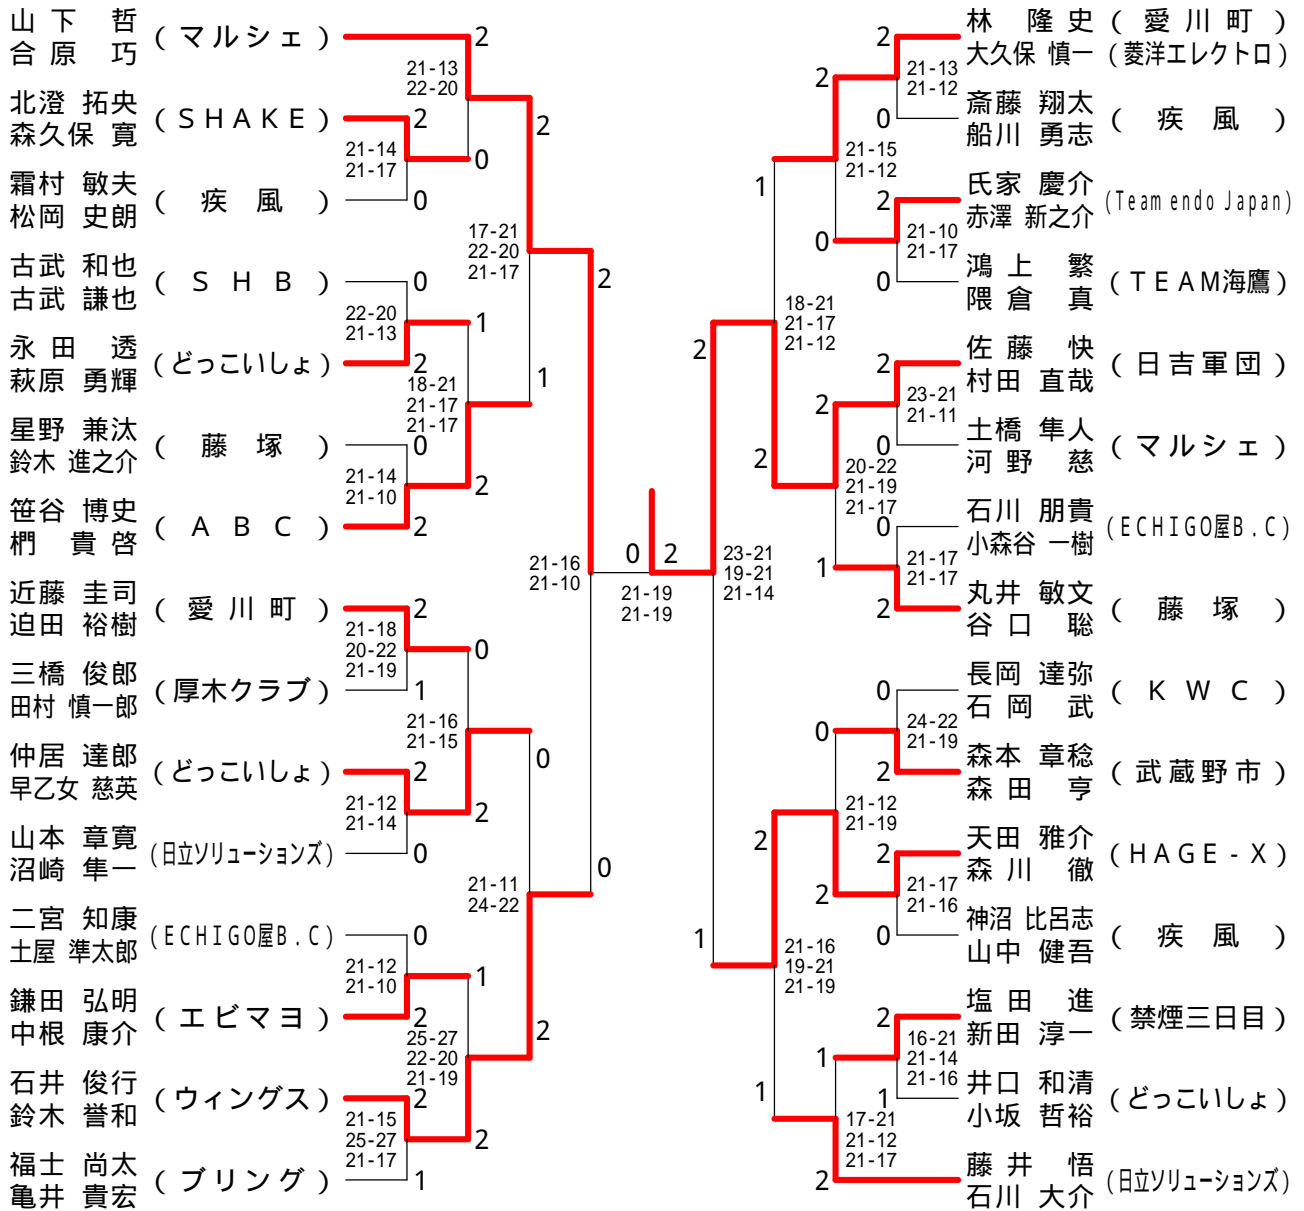 山下 哲
合原 巧
(マルシェ)
2
21-13
22-20
北澄 拓央
森久保 寛
(SHAKE)
2
2
21-14
21-17
0
霜村 敏夫
松岡 史朗
(疾風)
0
17-21
22-20
21-17
古武 和也
古武 謙也
(SHB)
0
2
22-20
21-13
1
永田 透
萩原 勇輝
(どっこいしょ)
2
1
18-21
21-17
21-17
星野 兼汰
鈴木 進之介
(藤塚)
0
21-14
21-10
2
笹谷 博史
椚 貴啓
(ABC)
2
21-16
21-10
近藤 圭司
迫田 裕樹
(愛川町)
2
21-18
20-22
21-19
0
三橋 俊郎
田村 慎一郎
(厚木クラブ)
1
21-16
21-15
0
仲居 達郎
早乙女 慈英
(どっこいしょ)
2
21-12
21-14
2
山本 章寛
沼崎 隼一
(日立ソリューションズ)
0
0
21-11
24-22
二宮 知康
土屋 準太郎
(ECHIGO屋B.C)
0
21-12
21-10
1
鎌田 弘明
中根 康介
(エビマヨ)
2
2
25-27
22-20
21-19
石井 俊行
鈴木 誉和
(ウィングス)
2
21-15
25-27
21-17
2
福士 尚太
亀井 貴宏
(ブリング)
1
0
2
21-19
21-19
林 隆史
(愛川町)
大久保 慎一
(菱洋エレクトロ)
2
2
21-13
21-12
斎藤 翔太
船川 勇志
(疾風)
0
1
21-15
21-12
氏家 慶介
赤澤 新之介
(Team endo Japan)
2
0
21-10
21-17
鴻上 繁
隈倉 真
(TEAM海鷹)
0
18-21
21-17
21-12
2
佐藤 快
村田 直哉
(日吉軍団)
2
2
23-21
21-11
土橋 隼人
河野 慈
(マルシェ)
0
2
20-22
21-19
21-17
石川 朋貴
小森谷 一樹
(ECHIGO屋B.C)
0
1
21-17
21-17
丸井 敏文
谷口 聡
(藤塚)
2
23-21
19-21
21-14
長岡 達弥
石岡 武
(KWC)
0
0
24-22
21-19
森本 章稔
森田 亨
(武蔵野市)
2
2
21-12
21-19
天田 雅介
森川 徹
(HAGE-X)
2
2
21-17
21-16
神沼 比呂志
山中 健吾
(疾風)
0
1
21-16
19-21
21-19
塩田 進
新田 淳一
(禁煙三日目)
2
1
16-21
21-14
21-16
井口 和清
小坂 哲裕
(どっこいしょ)
1
1
17-21
21-12
21-17
藤井 悟
石川 大介
(日立ソリューションズ)
2